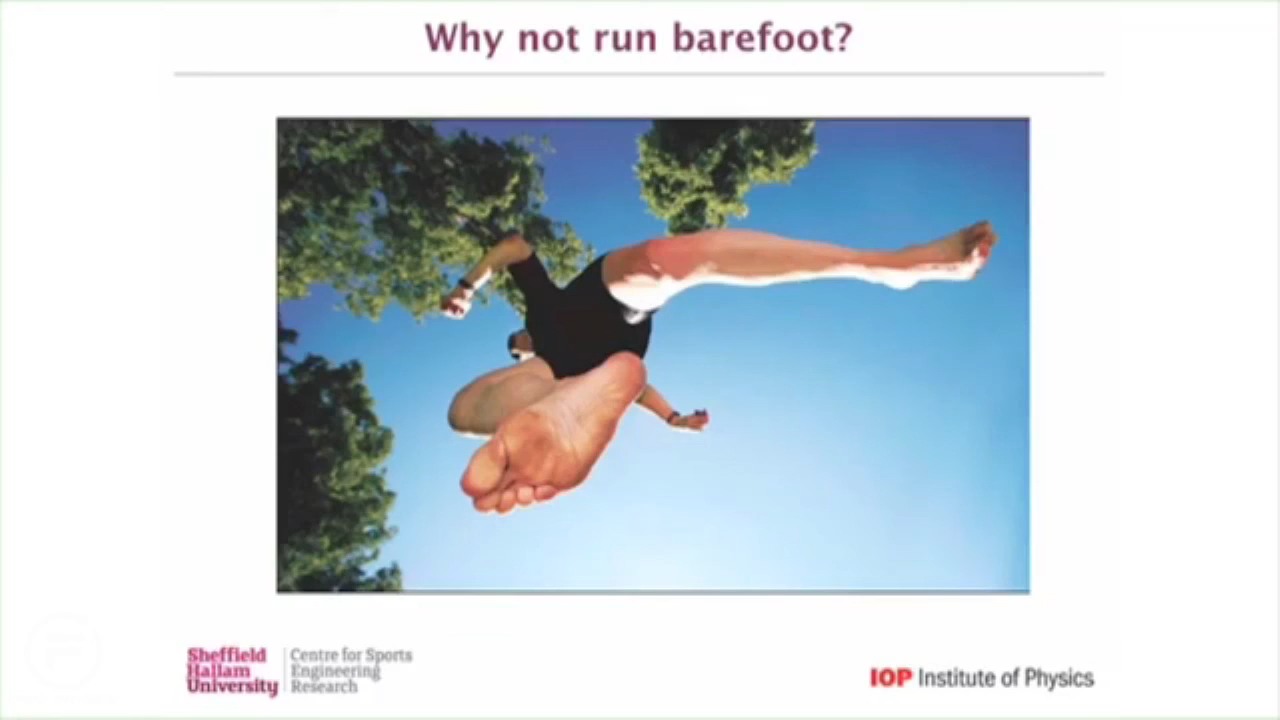 Why not run barefoot?
Sheffield
Hallam
University
Centre for Sports
Engineering
Research
IOP Institute of Physics